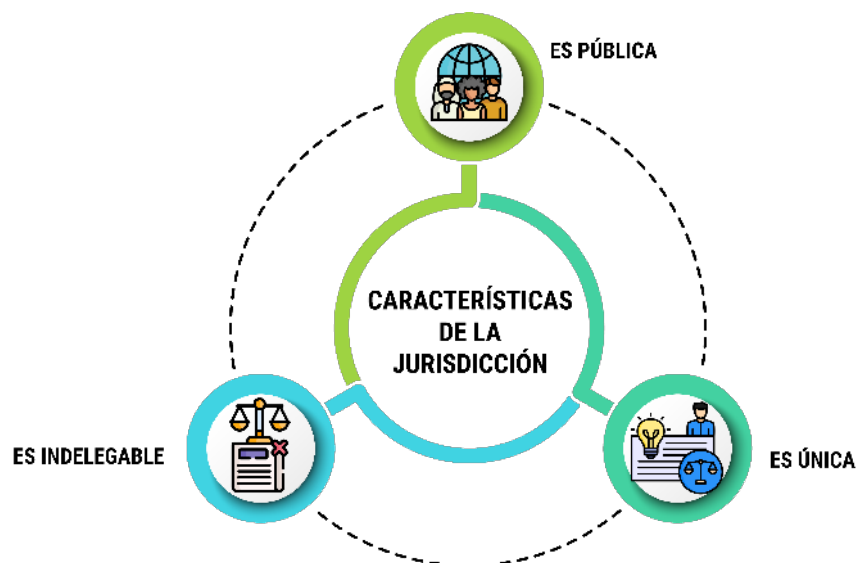 ES PÚBLICA
CARACTERÍSTICAS
DE LA
JURISDICCIÓN
ES INDELEGABLE
ES ÚNICA